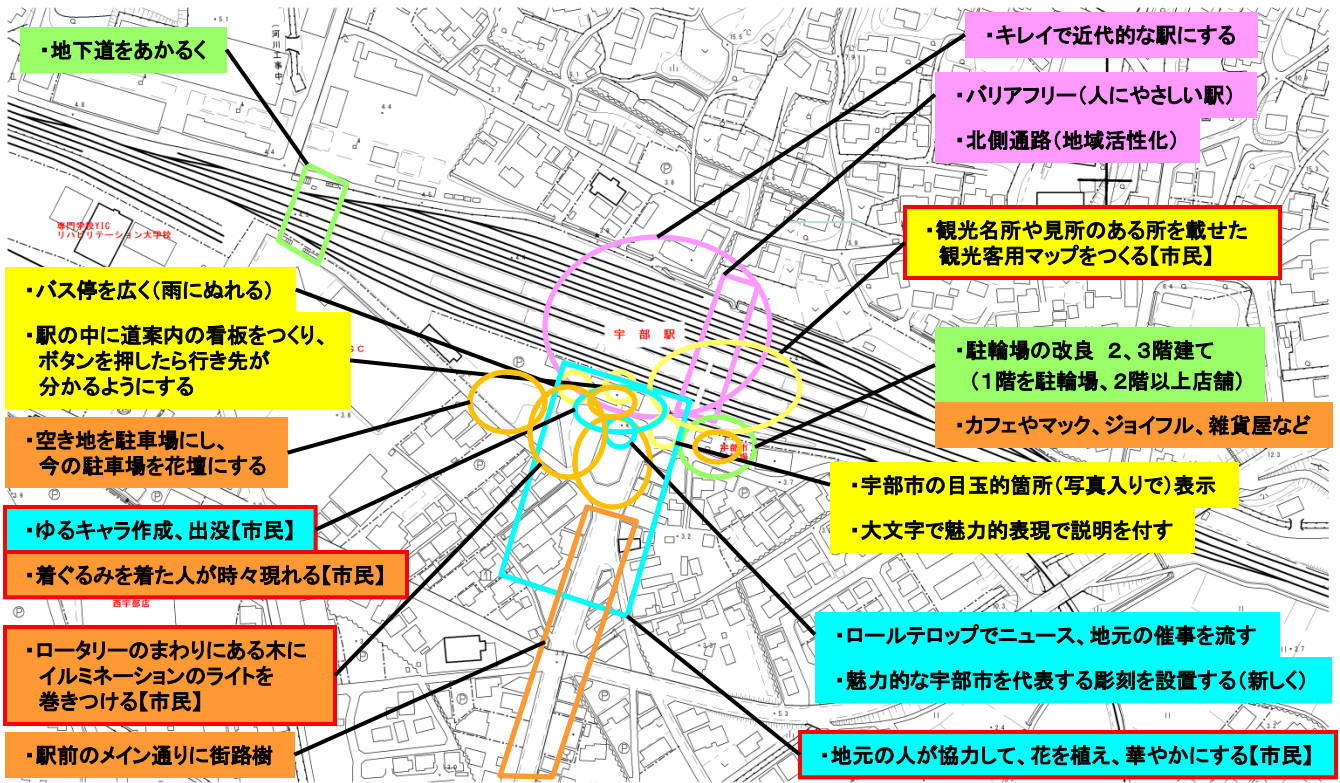 ・地下道をあかるく
(河川工事中)
・キレイで近代的な駅にする
・バリアフリー(人にやさしい駅)
・北側通路(地域活性化)
専門学校YIC
リハビリテーション大学校
・観光名所や見所のある所を載せた
観光客用マップをつくる【市民】
・バス停を広く(雨にぬれる)
・駅の中に道案内の看板をつくり、
ボタンを押したら行き先が
分かるようにする
SC
宇部駅
・駐輪場の改良 2、3階建て
(1階を駐輪場、2階以上店舗)
・カフェやマック、ジョイフル、雑貨屋など
・空き地を駐車場にし、
今の駐車場を花壇にする
宇部市
・宇部市の目玉的箇所(写真入りで)表示
・大文字で魅力的表現で説明を付す
・ゆるキャラ作成、出没【市民】
・着ぐるみを着た人が時々現れる【市民】
西宇部店
・ロータリーのまわりにある木に
イルミネーションのライトを
巻きつける【市民】
・ロールテロップでニュース、地元の催事を流す
・魅力的な宇部市を代表する彫刻を設置する(新しく)
・駅前のメイン通りに街路樹
・地元の人が協力して、花を植え、華やかにする【市民】